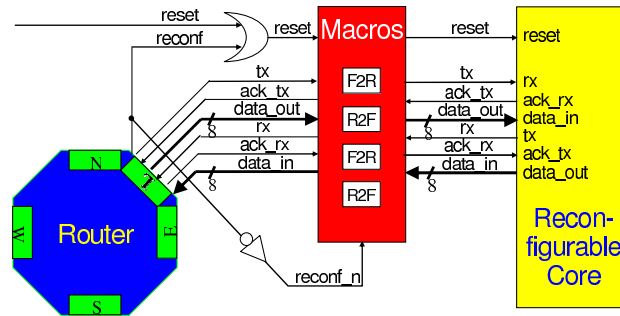 reset
reconf
reset
Macros
reset
reset
tx
ack_tx
data_out
8
rx
ack_rx
data_in
8
F2R
R2F
F2R
R2F
tx
ack_tx
data_out
8
rx
ack_rx
data_in
8
rx
ack_rx
data_in
tx
ack_tx
data_out
N
L
W
Router
E
S
reconf_n
Recon-
figurable
Core